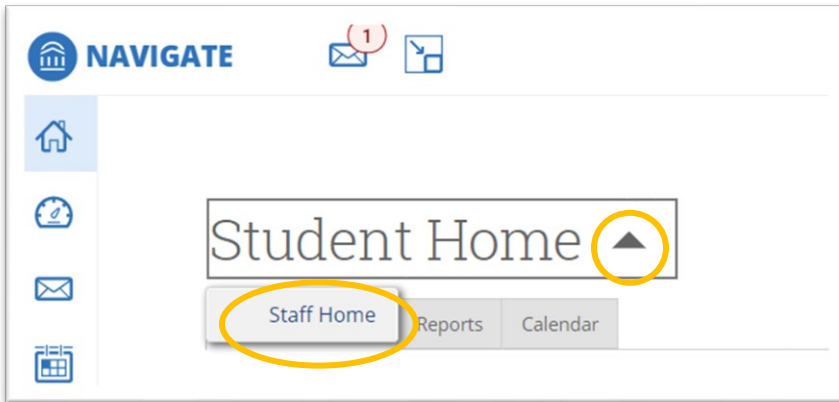 NAVIGATE
1
Student Home
Staff Home
Reports Calendar